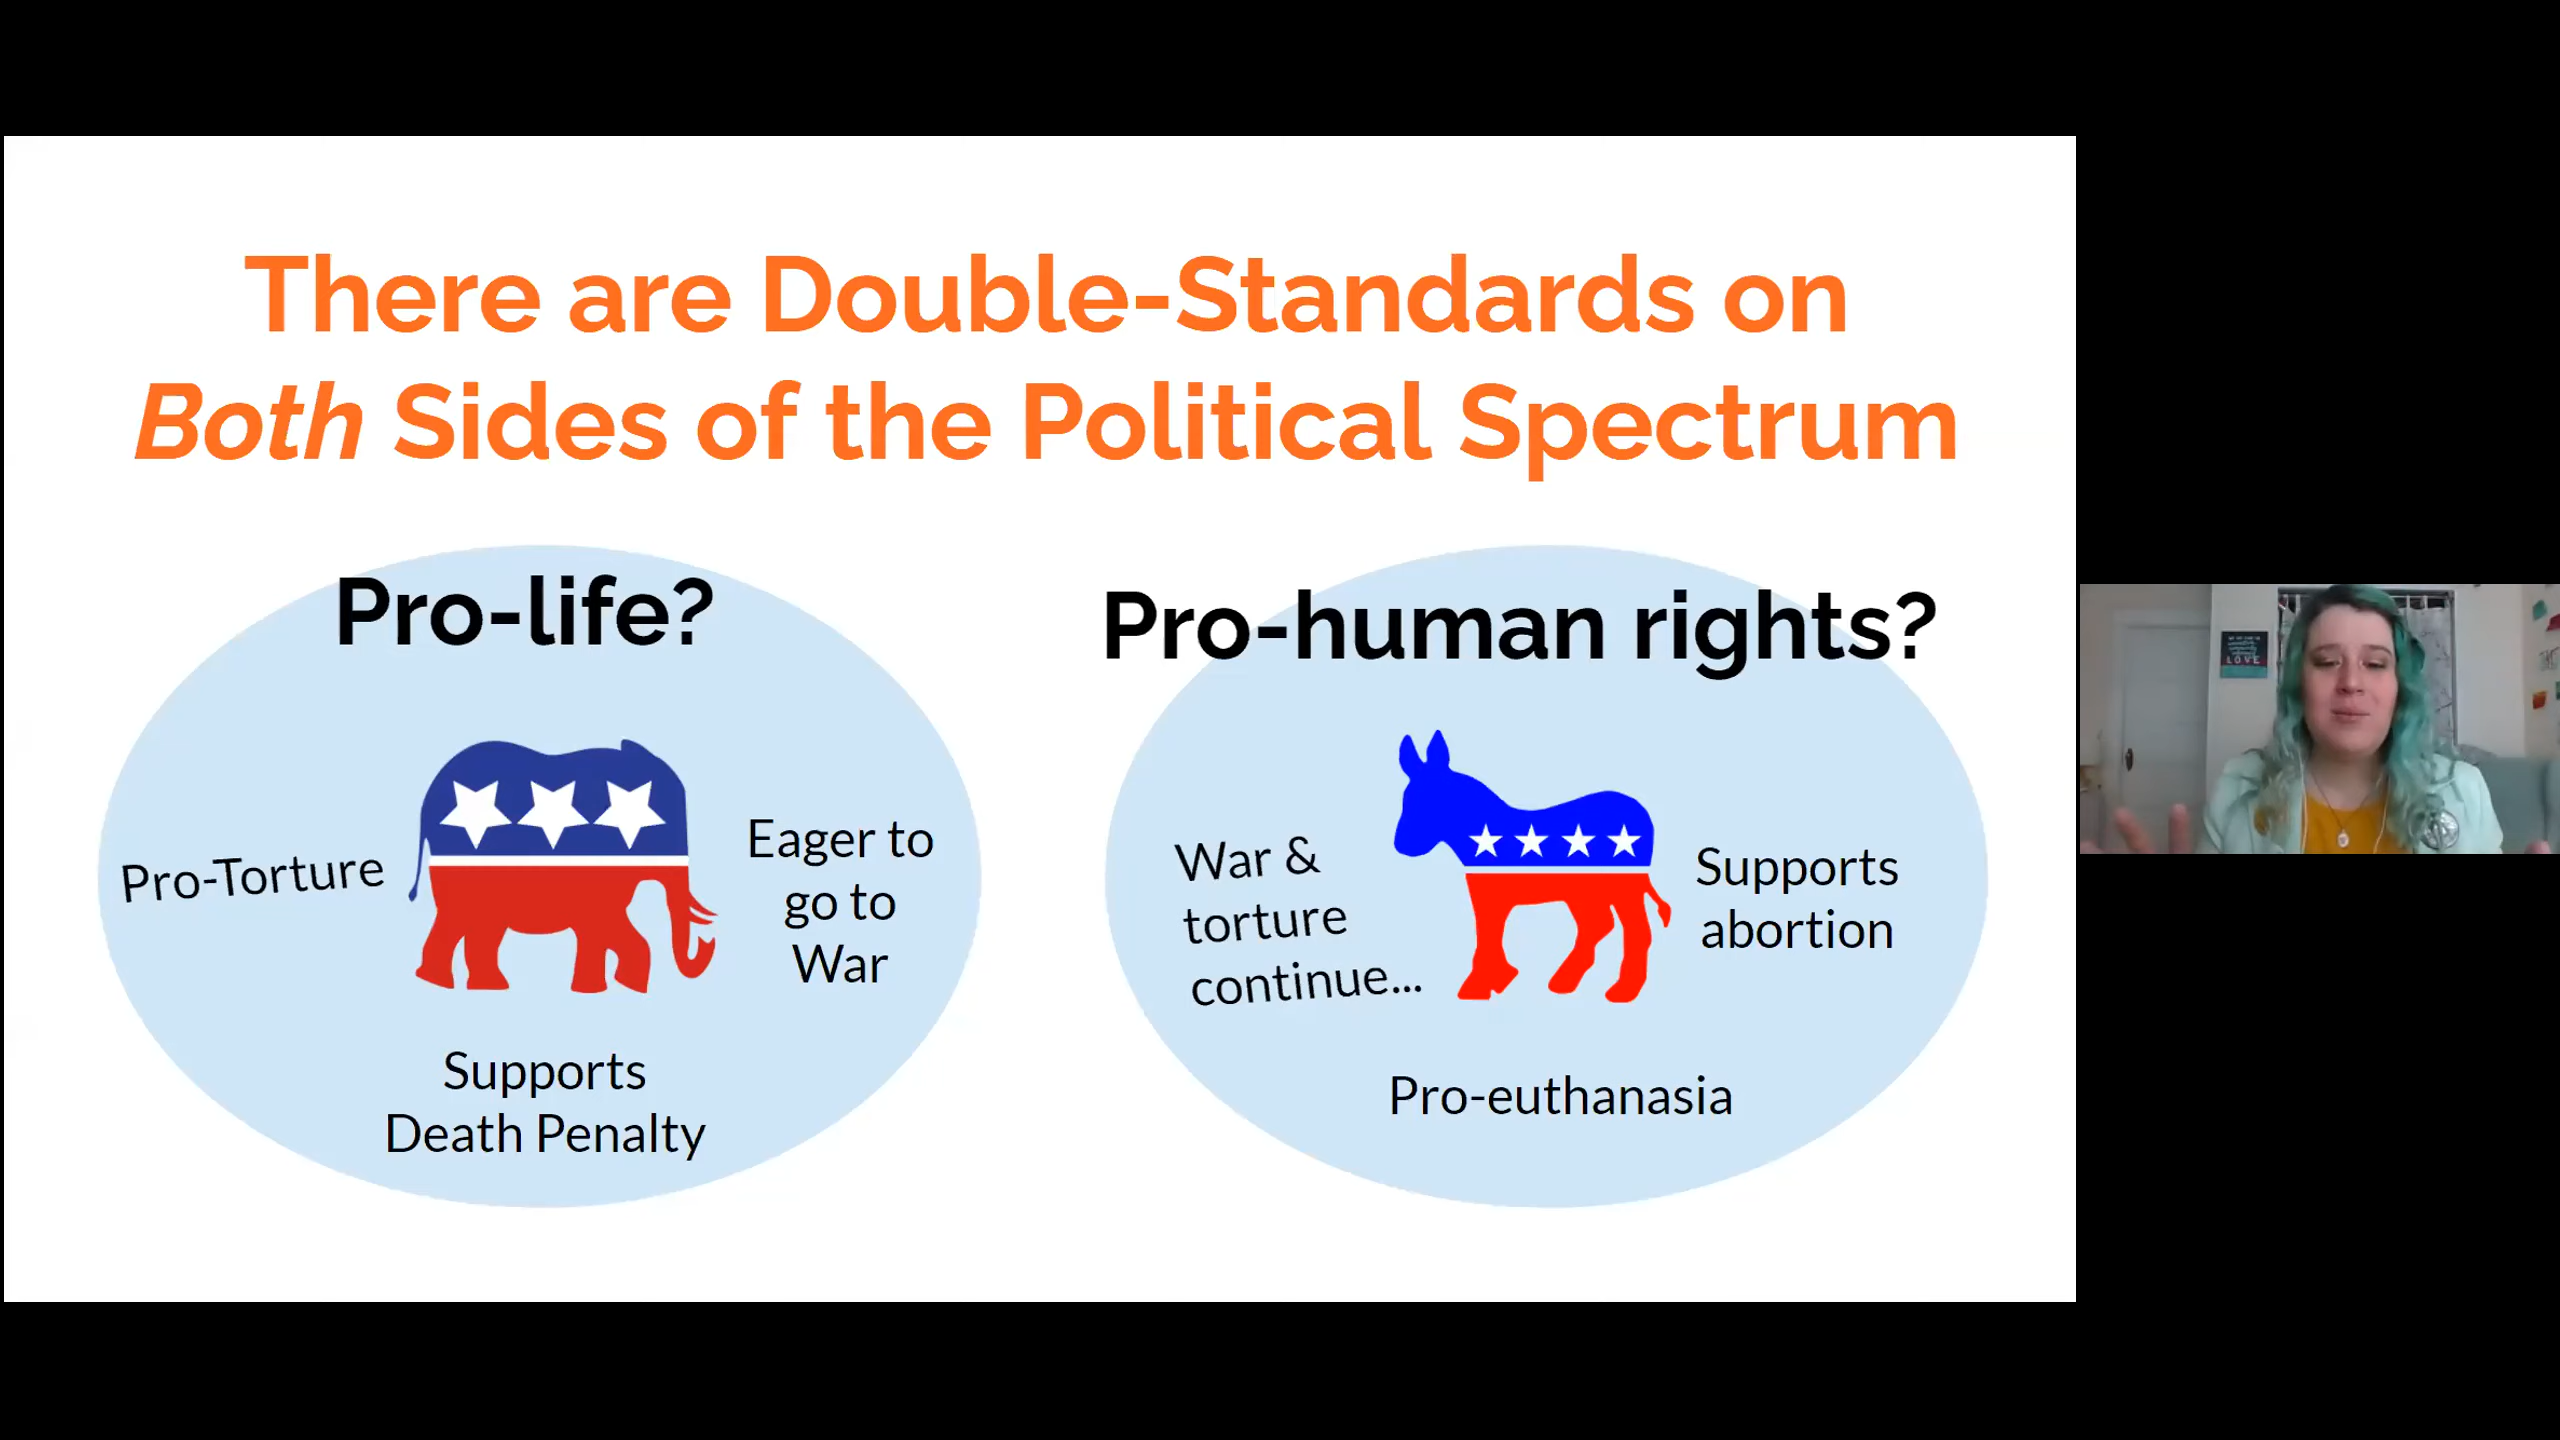 There are Double-Standards on
Both Sides of the Political Spectrum
Pro-life?
Pro-Torture
Eager to
go to
War
Supports
Death Penalty
Pro-human rights?
War &
torture
continue...
Supports
abortion
Pro-euthanasia
LOVE